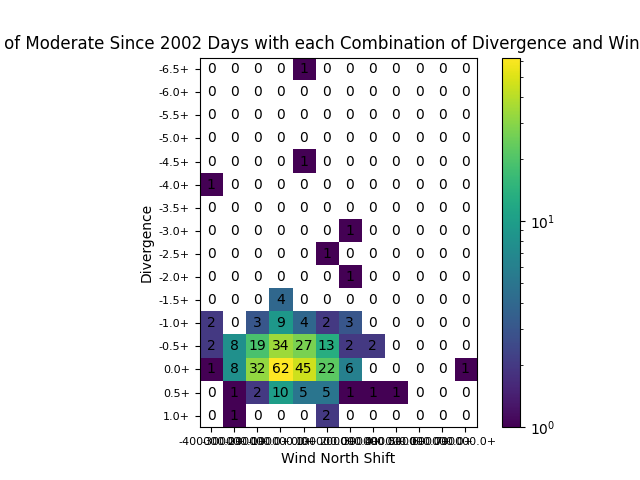 of Moderate Since 2002 Days with each Combination of Divergence and Win
-6.5+ 0 0 0 0 1 0 0 0 0 0 0 0
-6.0+ 0 0 0 0 0 0 0 0 0 0 0 0
-5.5+ 0 0 0 0 0 0 0 0 0 0 0 0
-5.0+ 0 0 0 0 0 0 0 0 0 0 0 0
-4.5+ 0 0 0 0 1 0 0 0 0 0 0 0
-4.0+ 1 0 0 0 0 0 0 0 0 0 0 0
-3.5+ 0 0 0 0 0 0 0 0 0 0 0 0
-3.0+ 0 0 0 0 0 0 1 0 0 0 0 0
-2.5+ 0 0 0 0 0 1 0 0 0 0 0 0
-2.0+ 0 0 0 0 0 0 1 0 0 0 0 0
-1.5+ 0 0 0 4 0 0 0 0 0 0 0 0
-1.0+ 2 0 3 9 4 2 3 0 0 0 0 0
-0.5+ 2 8 19 34 27 13 2 2 0 0 0 0
0.0+ 1 8 32 62 45 22 6 0 0 0 0 1
0.5+ 0 1 2 10 5 5 1 1 1 0 0 0
1.0+ 0 1 0 0 0 2 0 0 0 0 0 0
Divergence
Wind North Shift
10^1
10^0